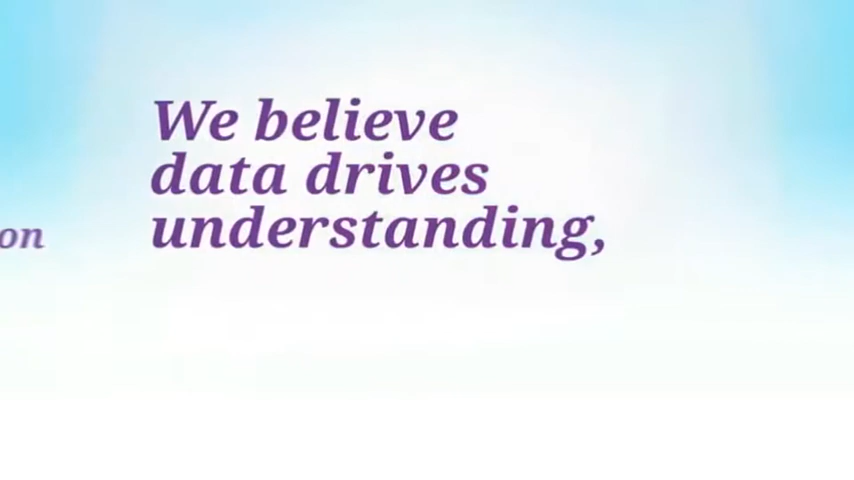 We believe
data drives
understanding,
on